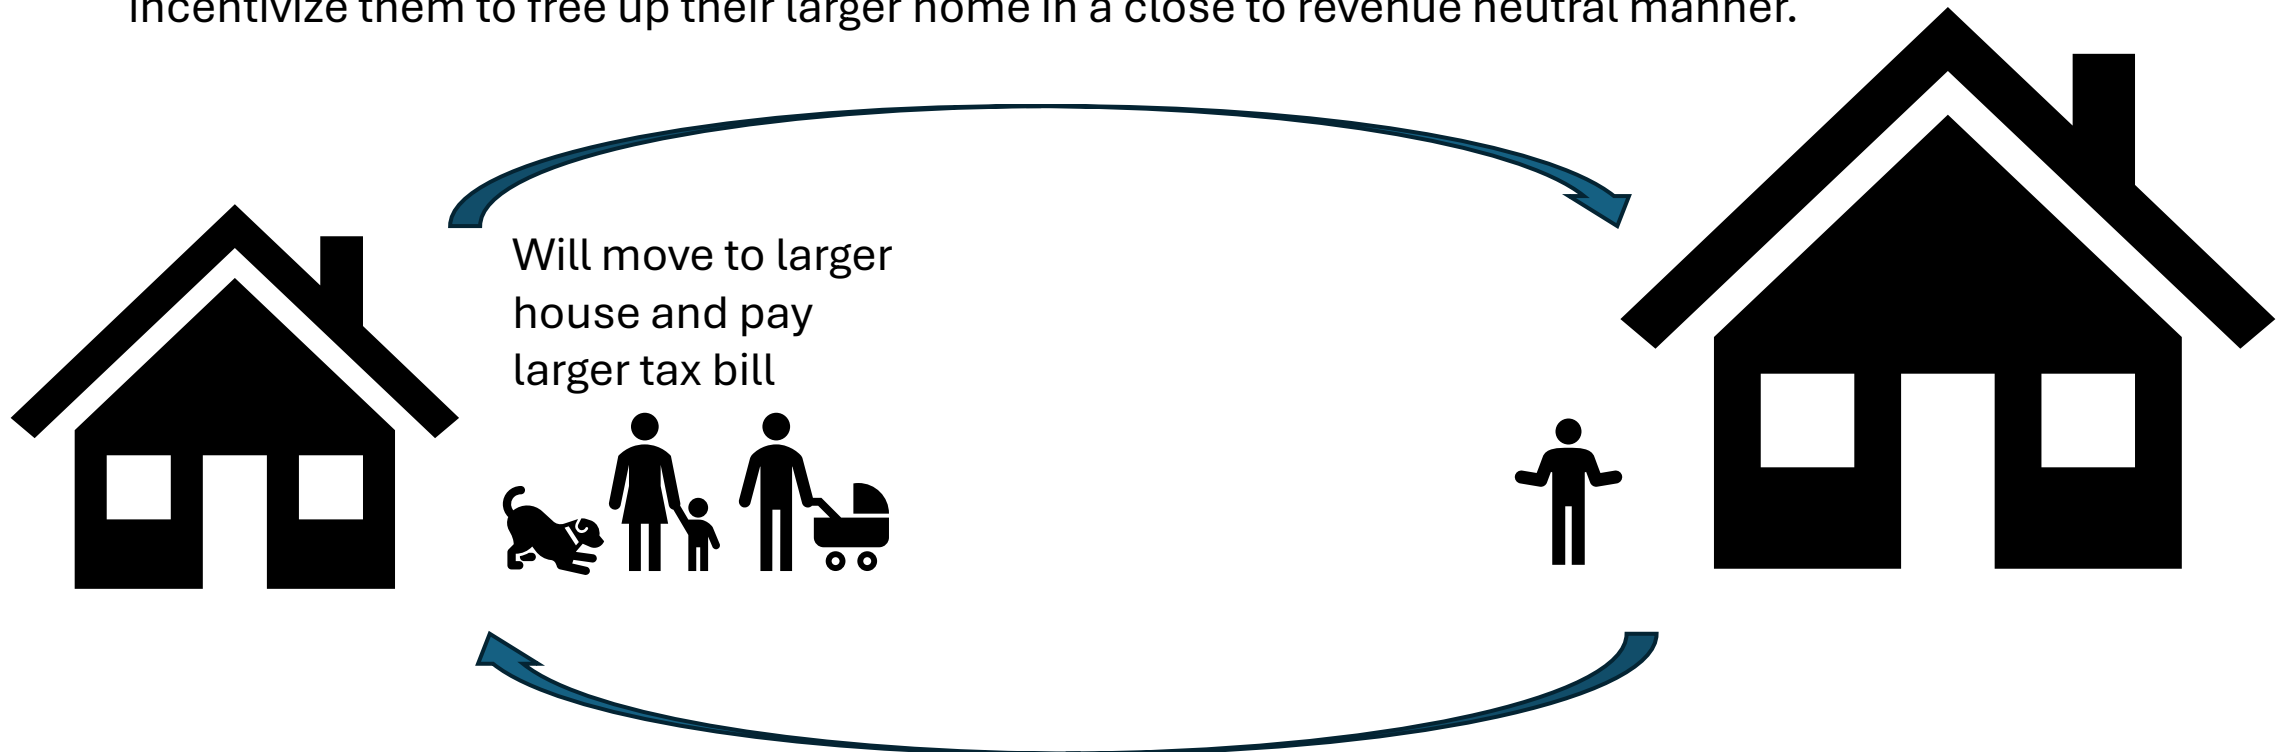 incentivize them to free up their larger home in a close to revenue neutral manner.
Will move to larger
house and pay
larger tax bill